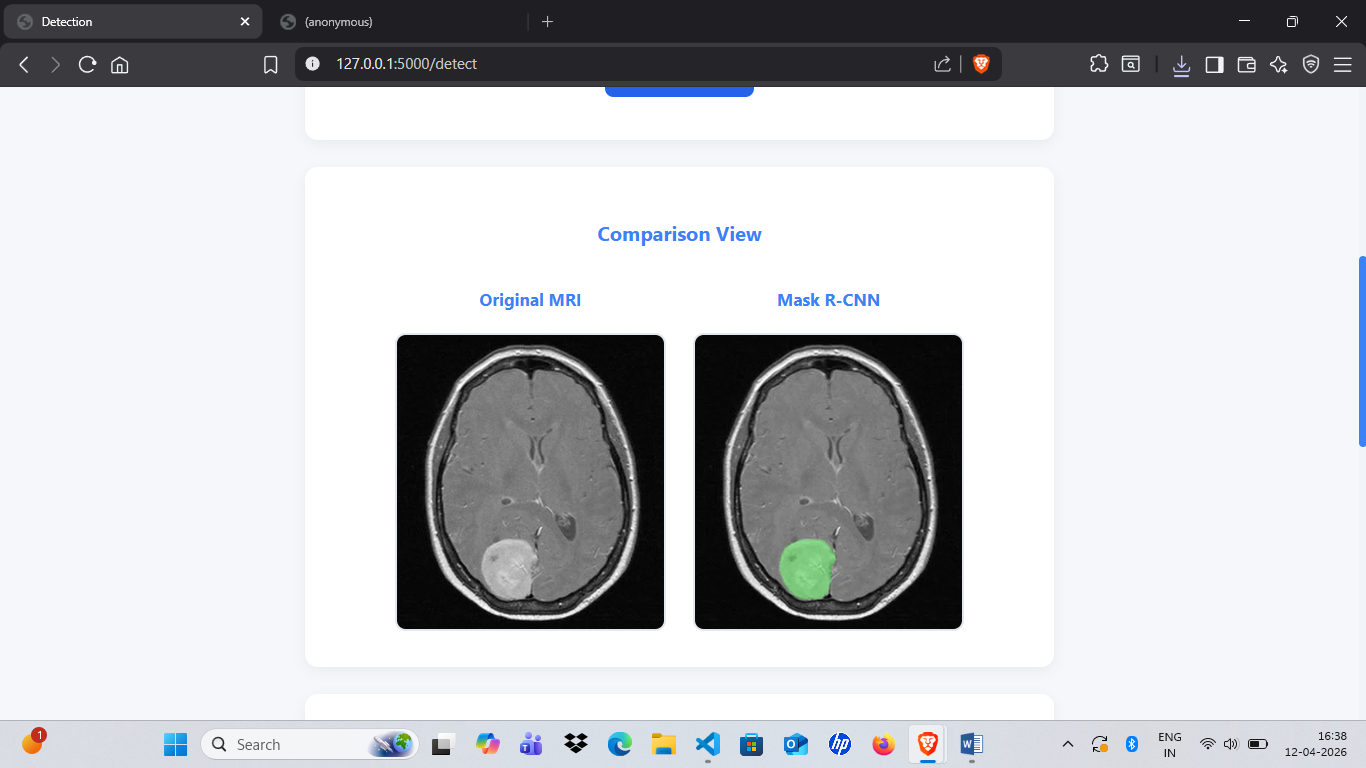 Detection
(anonymous)
127.0.0.1:5000/detect
Comparison View
Original MRI
Mask R-CNN
1
Search
ENG
IN
16:38
12-04-2026